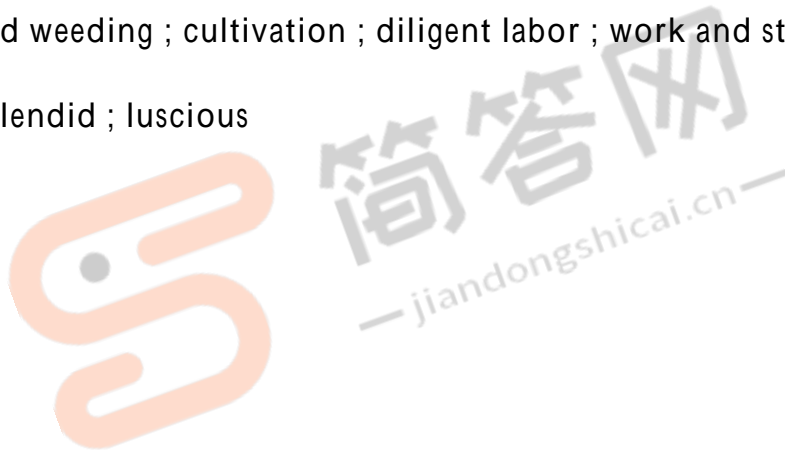 d weeding ; cultivation ; diligent labor ; work and st
lendid ; luscious
简答网
jiandongshicai.cn